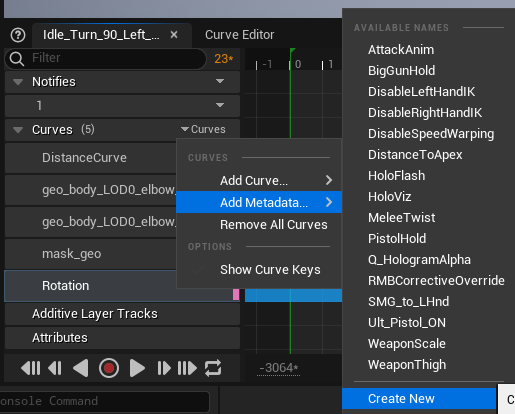 Idle_Turn_90_Left_...
Curve Editor
Filter
23*
-1 0 1
Notifies
1
Curves (5)
Curves
DistanceCurve
geo_body_LOD0_elbow_
geo_body_LOD0_elbow_
mask_geo
Rotation
Additive Layer Tracks
Attributes
-3064*
onsole Command
CURVES
Add Curve...
Add Metadata...
Remove All Curves
OPTIONS
Show Curve Keys
AVAILABLE NAMES
AttackAnim
BigGunHold
DisableLeftHandIK
DisableRightHandIK
DisableSpeedWarping
DistanceToApex
HoloFlash
HoloViz
MeleeTwist
PistolHold
Q_HologramAlpha
RMBCorrectiveOverride
SMG_to_LHnd
Ult_Pistol_ON
WeaponScale
WeaponThigh
Create New
C